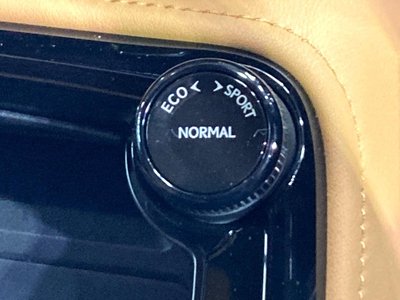 ECO < > SPORT
NORMAL